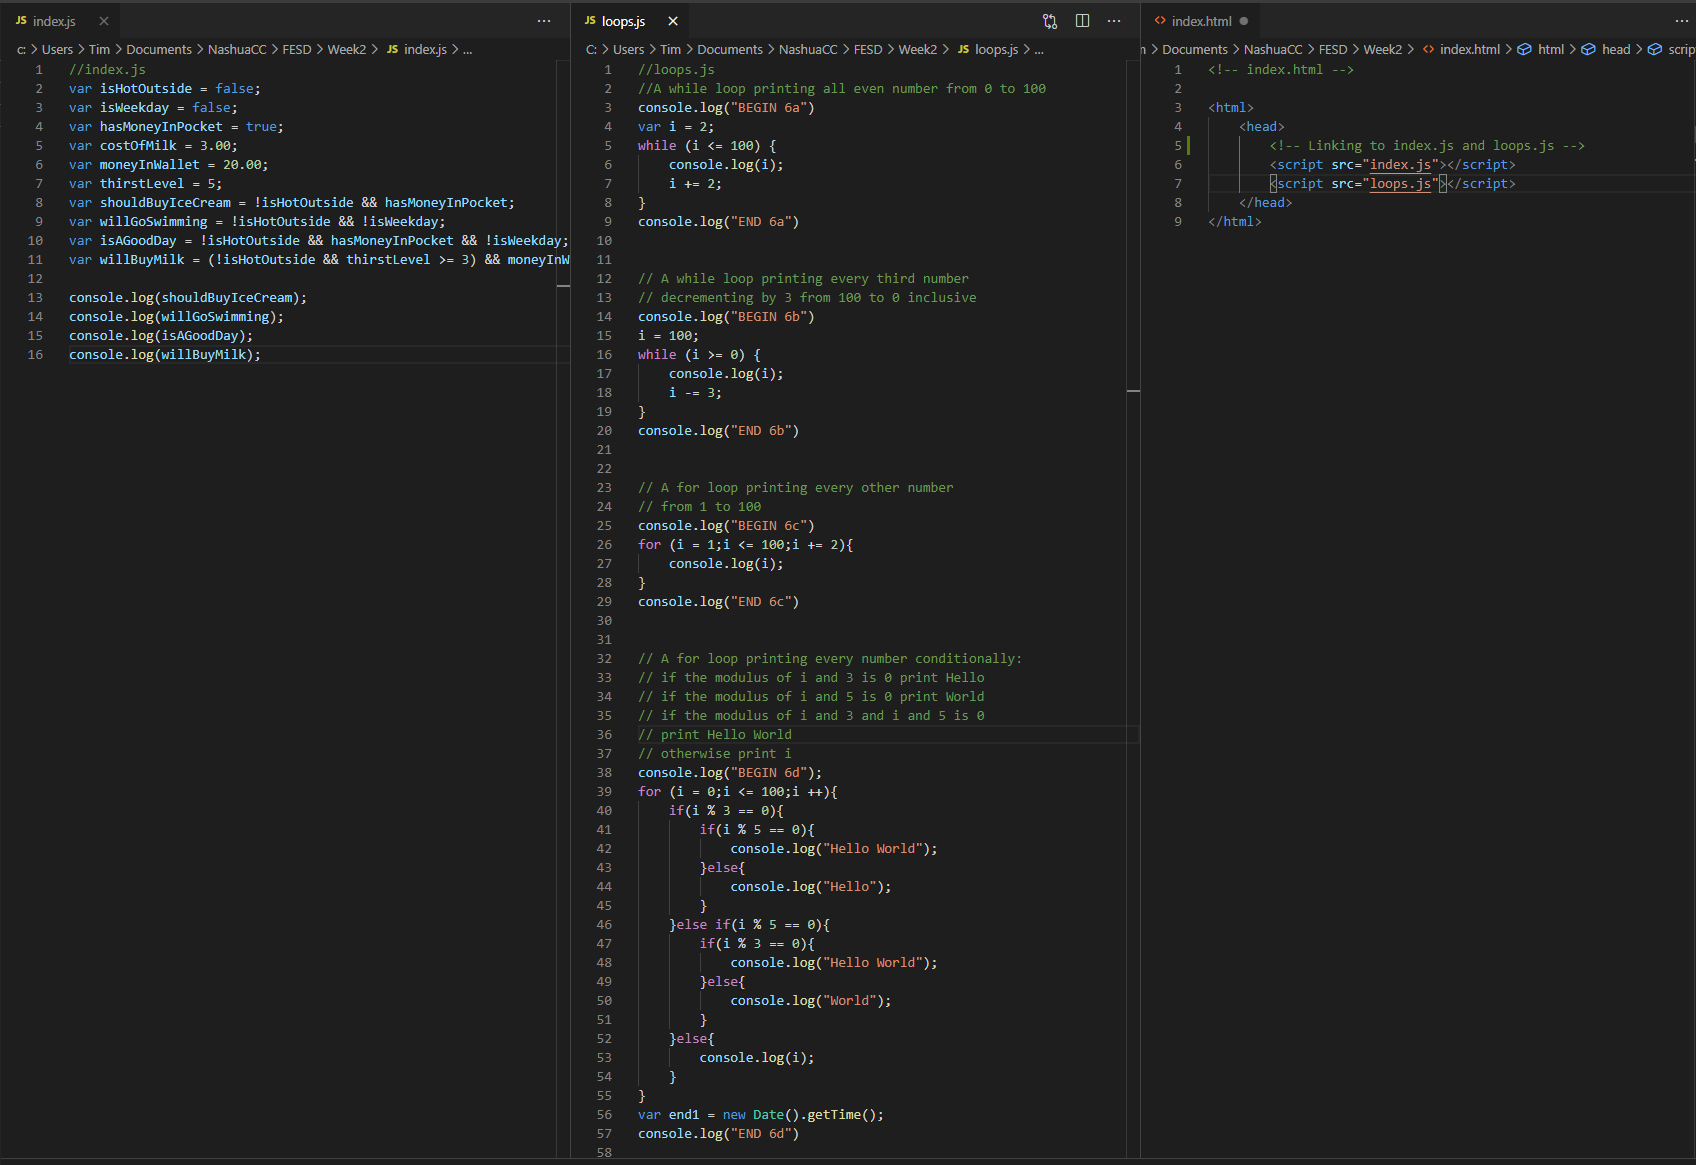 JS index.js × ...
c: > Users > Tim > Documents > NashuaCC > FESD > Week2 > JS index.js > ...
1 //index.js
2 var isHotOutside = false;
3 var isWeekday = false;
4 var hasMoneyInPocket = true;
5 var costOfMilk = 3.00;
6 var moneyInWallet = 20.00;
7 var thirstLevel = 5;
8 var shouldBuyIceCream = !isHotOutside && hasMoneyInPocket;
9 var willGoSwimming = !isHotOutside && !isWeekday;
10 var isAGoodDay = !isHotOutside && hasMoneyInPocket && !isWeekday;
11 var willBuyMilk = (!isHotOutside && thirstLevel >= 3) && moneyInW
12
13 console.log(shouldBuyIceCream);
14 console.log(willGoSwimming);
15 console.log(isAGoodDay);
16 console.log(willBuyMilk);
JS loops.js × ...
C: > Users > Tim > Documents > NashuaCC > FESD > Week2 > JS loops.js > ...
1 //loops.js
2 //A while loop printing all even number from 0 to 100
3 console.log("BEGIN 6a")
4 var i = 2;
5 while (i <= 100) {
6 console.log(i);
7 i += 2;
8 }
9 console.log("END 6a")
10
11
12 // A while loop printing every third number
13 // decrementing by 3 from 100 to 0 inclusive
14 console.log("BEGIN 6b")
15 i = 100;
16 while (i >= 0) {
17 console.log(i);
18 i -= 3;
19 }
20 console.log("END 6b")
21
22
23 // A for loop printing every other number
24 // from 1 to 100
25 console.log("BEGIN 6c")
26 for (i = 1;i <= 100;i += 2){
27 console.log(i);
28 }
29 console.log("END 6c")
30
31
32 // A for loop printing every number conditionally:
33 // if the modulus of i and 3 is 0 print Hello
34 // if the modulus of i and 5 is 0 print World
35 // if the modulus of i and 3 and i and 5 is 0
36 // print Hello World
37 // otherwise print i
38 console.log("BEGIN 6d");
39 for (i = 0;i <= 100;i ++){
40 if(i % 3 == 0){
41 if(i % 5 == 0){
42 console.log("Hello World");
43 }else{
44 console.log("Hello");
45 }
46 }else if(i % 5 == 0){
47 if(i % 3 == 0){
48 console.log("Hello World");
49 }else{
50 console.log("World");
51 }
52 }else{
53 console.log(i);
54 }
55 }
56 var end1 = new Date().getTime();
57 console.log("END 6d")
58
<> index.html ● ...
> Documents > NashuaCC > FESD > Week2 > <> index.html > html > head > scrip
1 <!-- index.html -->
2
3 <html>
4 <head>
5 <!-- Linking to index.js and loops.js -->
6 <script src="index.js"></script>
7 <script src="loops.js"></script>
8 </head>
9 </html>